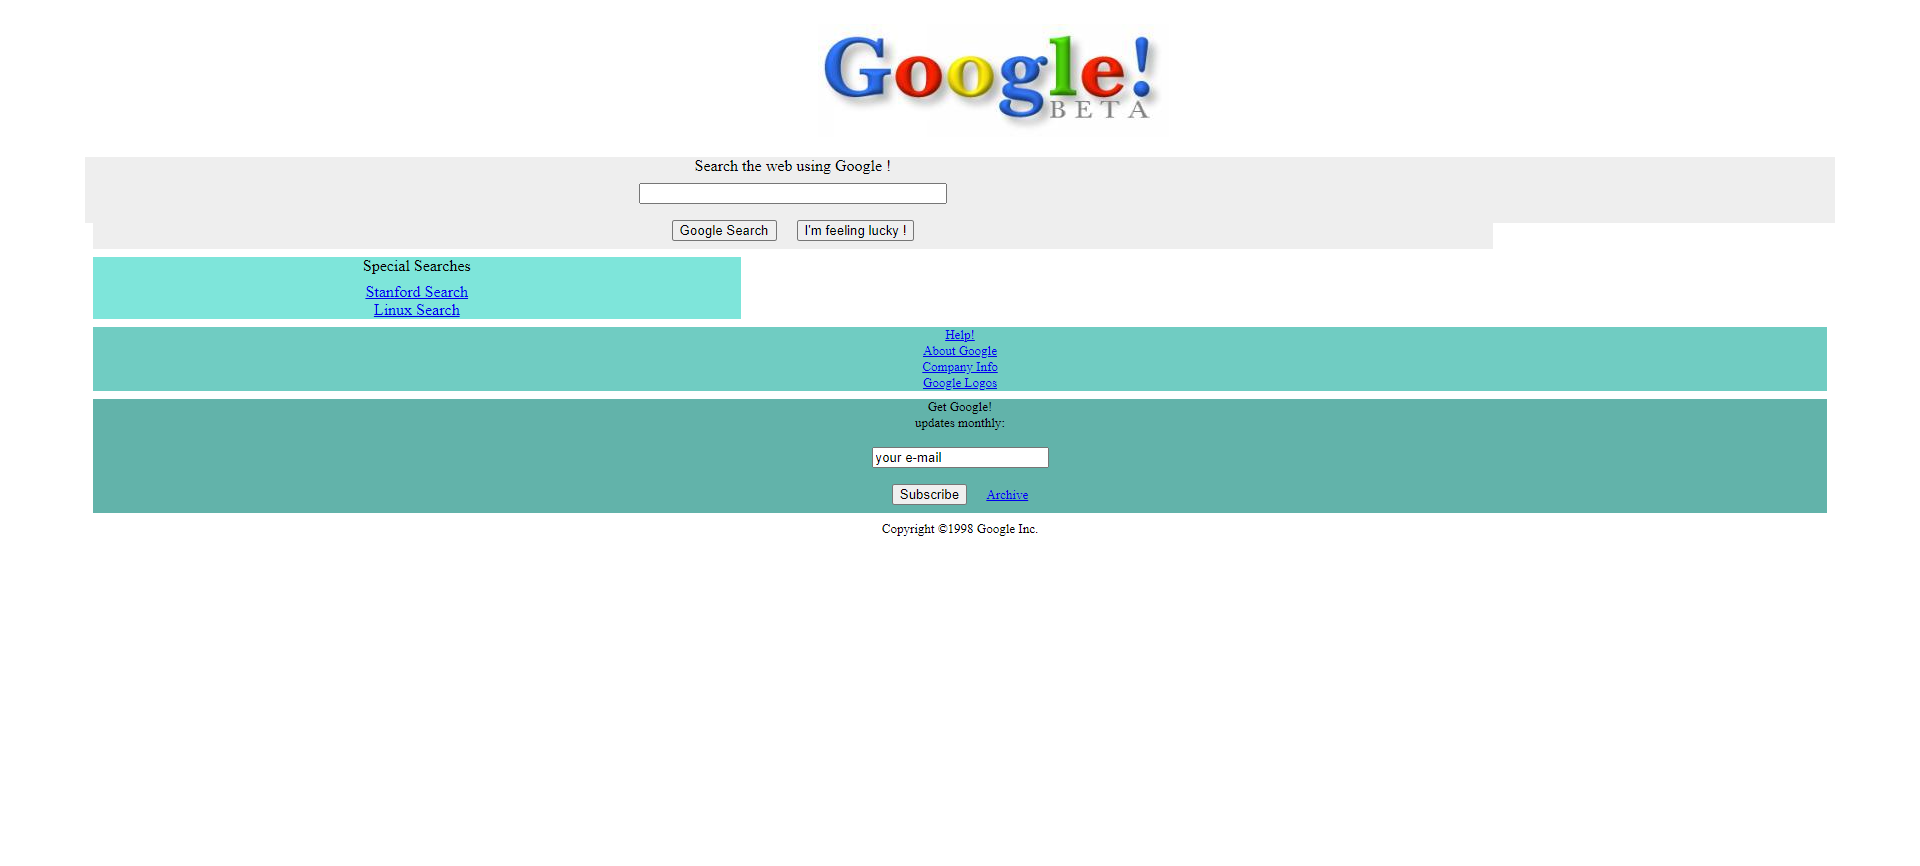 Google!
BETA
Search the web using Google !
Google Search I'm feeling lucky !
Special Searches
Stanford Search
Linux Search
Help!
About Google
Company Info
Google Logos
Get Google!
updates monthly:
your e-mail
Subscribe Archive
Copyright ©1998 Google Inc.